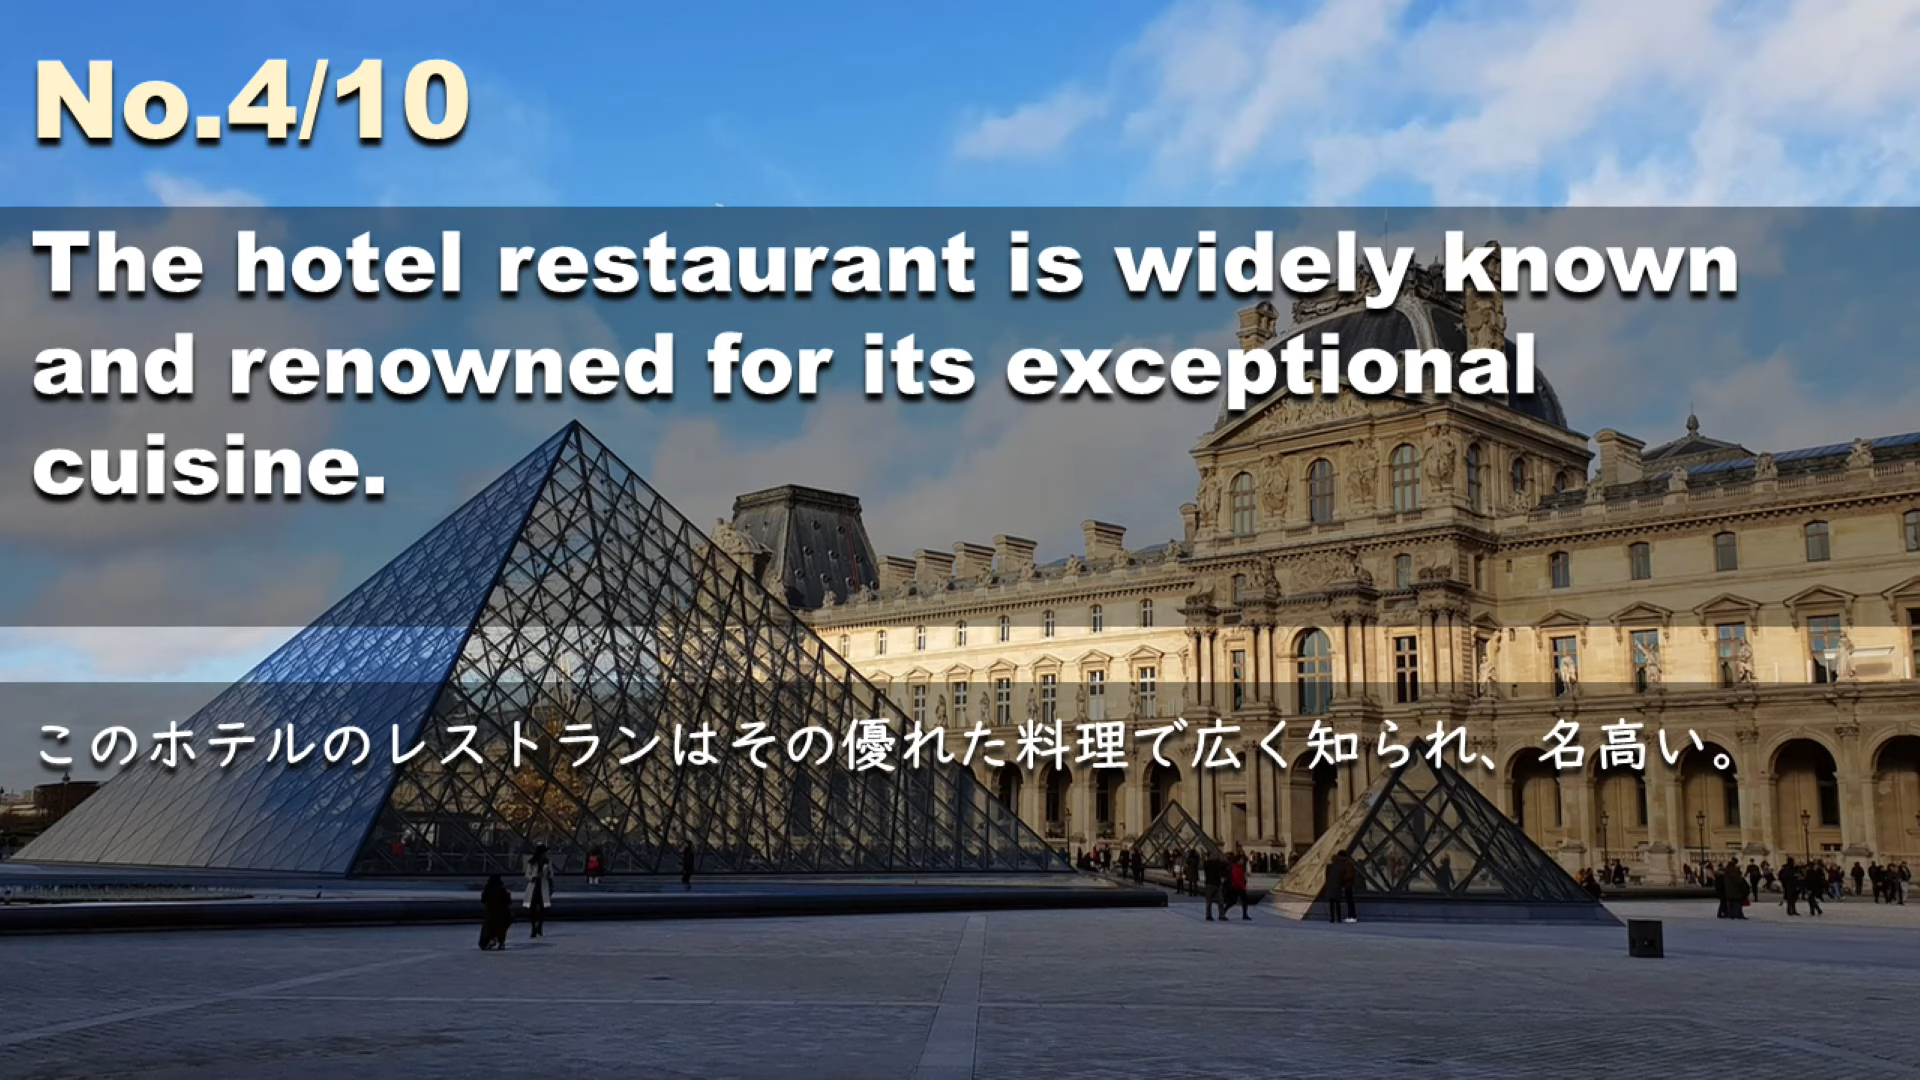 No.4/10
The hotel restaurant is widely known
and renowned for its exceptional
cuisine.
このホテルのレストランはその優れた料理で広く知られ、名高い。